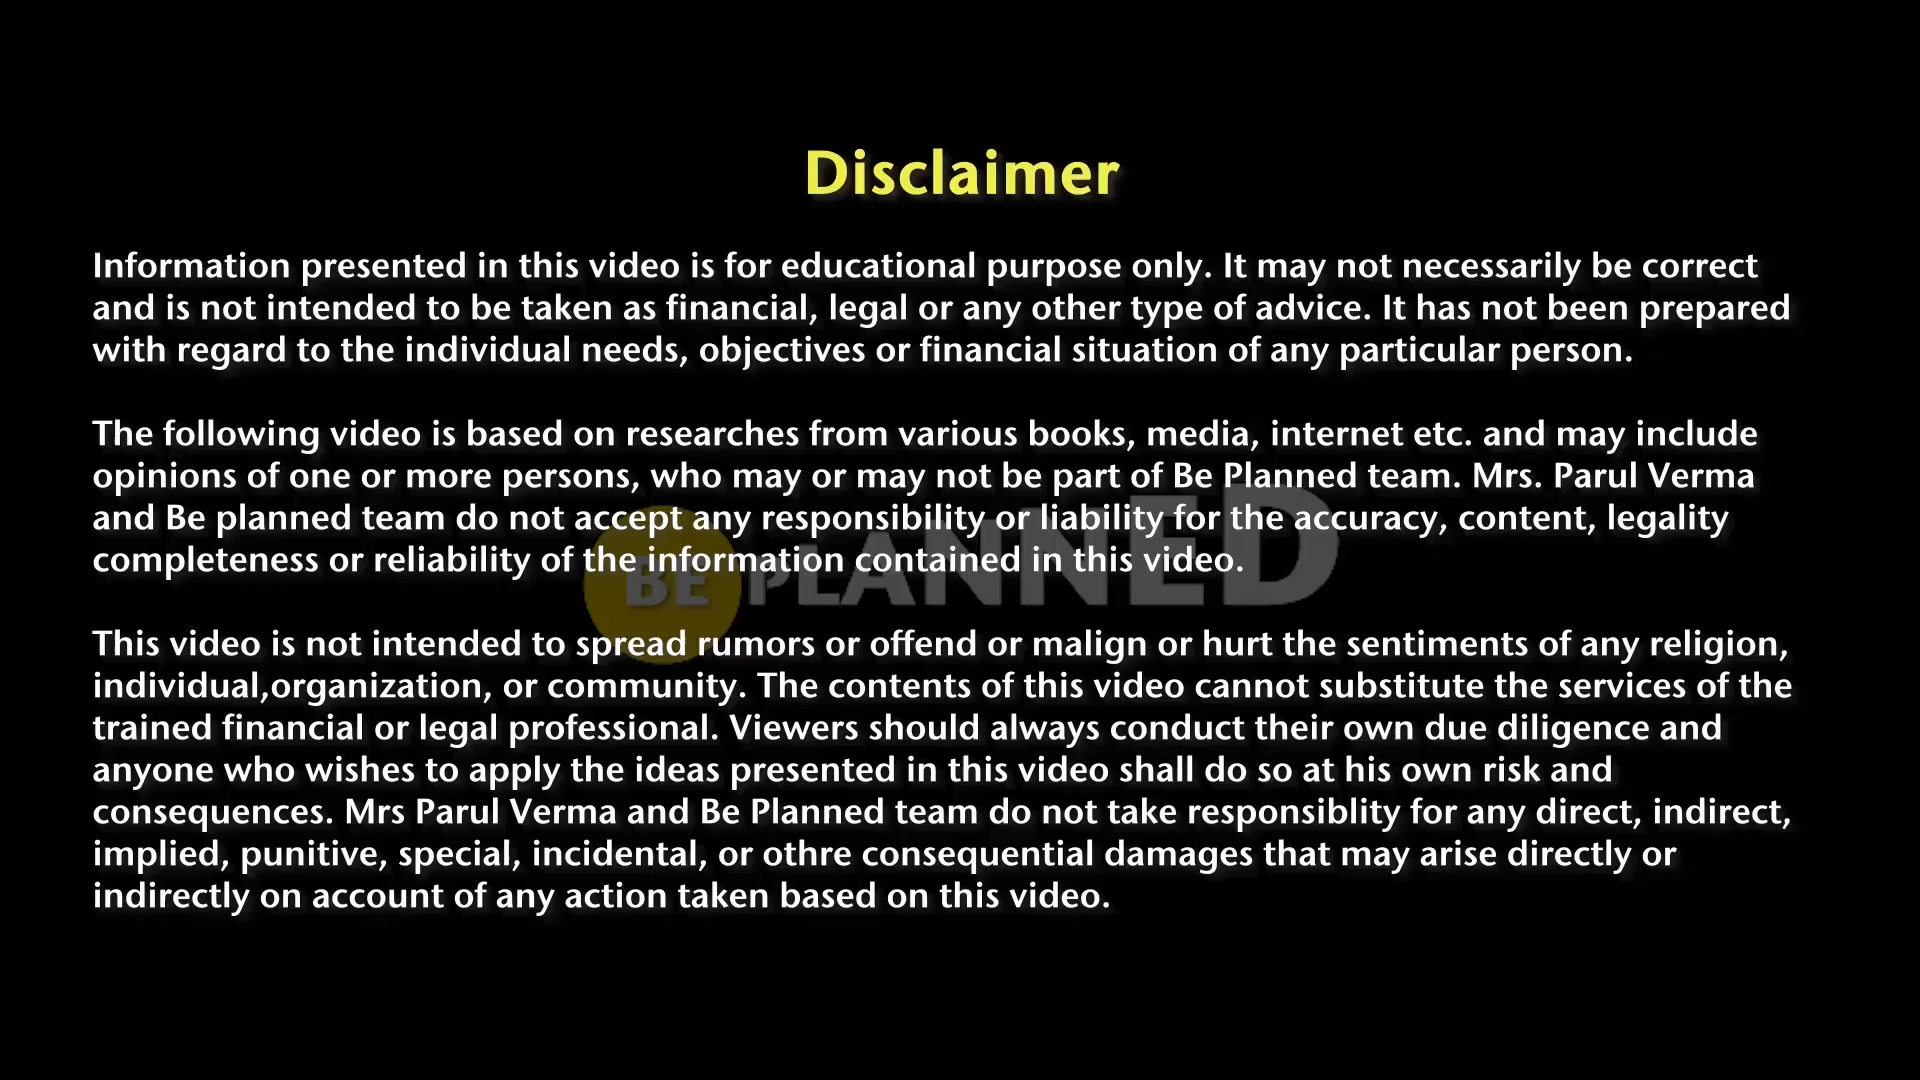 Disclaimer
Information presented in this video is for educational purpose only. It may not necessarily be correct
and is not intended to be taken as financial, legal or any other type of advice. It has not been prepared
with regard to the individual needs, objectives or financial situation of any particular person.
The following video is based on researches from various books, media, internet etc. and may include
opinions of one or more persons, who may or may not be part of Be Planned team. Mrs. Parul Verma
and Be planned team do not accept any responsibility or liability for the accuracy, content, legality
completeness or reliability of the information contained in this video.
BE PLANNED
This video is not intended to spread rumors or offend or malign or hurt the sentiments of any religion,
individual,organization, or community. The contents of this video cannot substitute the services of the
trained financial or legal professional. Viewers should always conduct their own due diligence and
anyone who wishes to apply the ideas presented in this video shall do so at his own risk and
consequences. Mrs Parul Verma and Be Planned team do not take responsiblity for any direct, indirect,
implied, punitive, special, incidental, or othre consequential damages that may arise directly or
indirectly on account of any action taken based on this video.